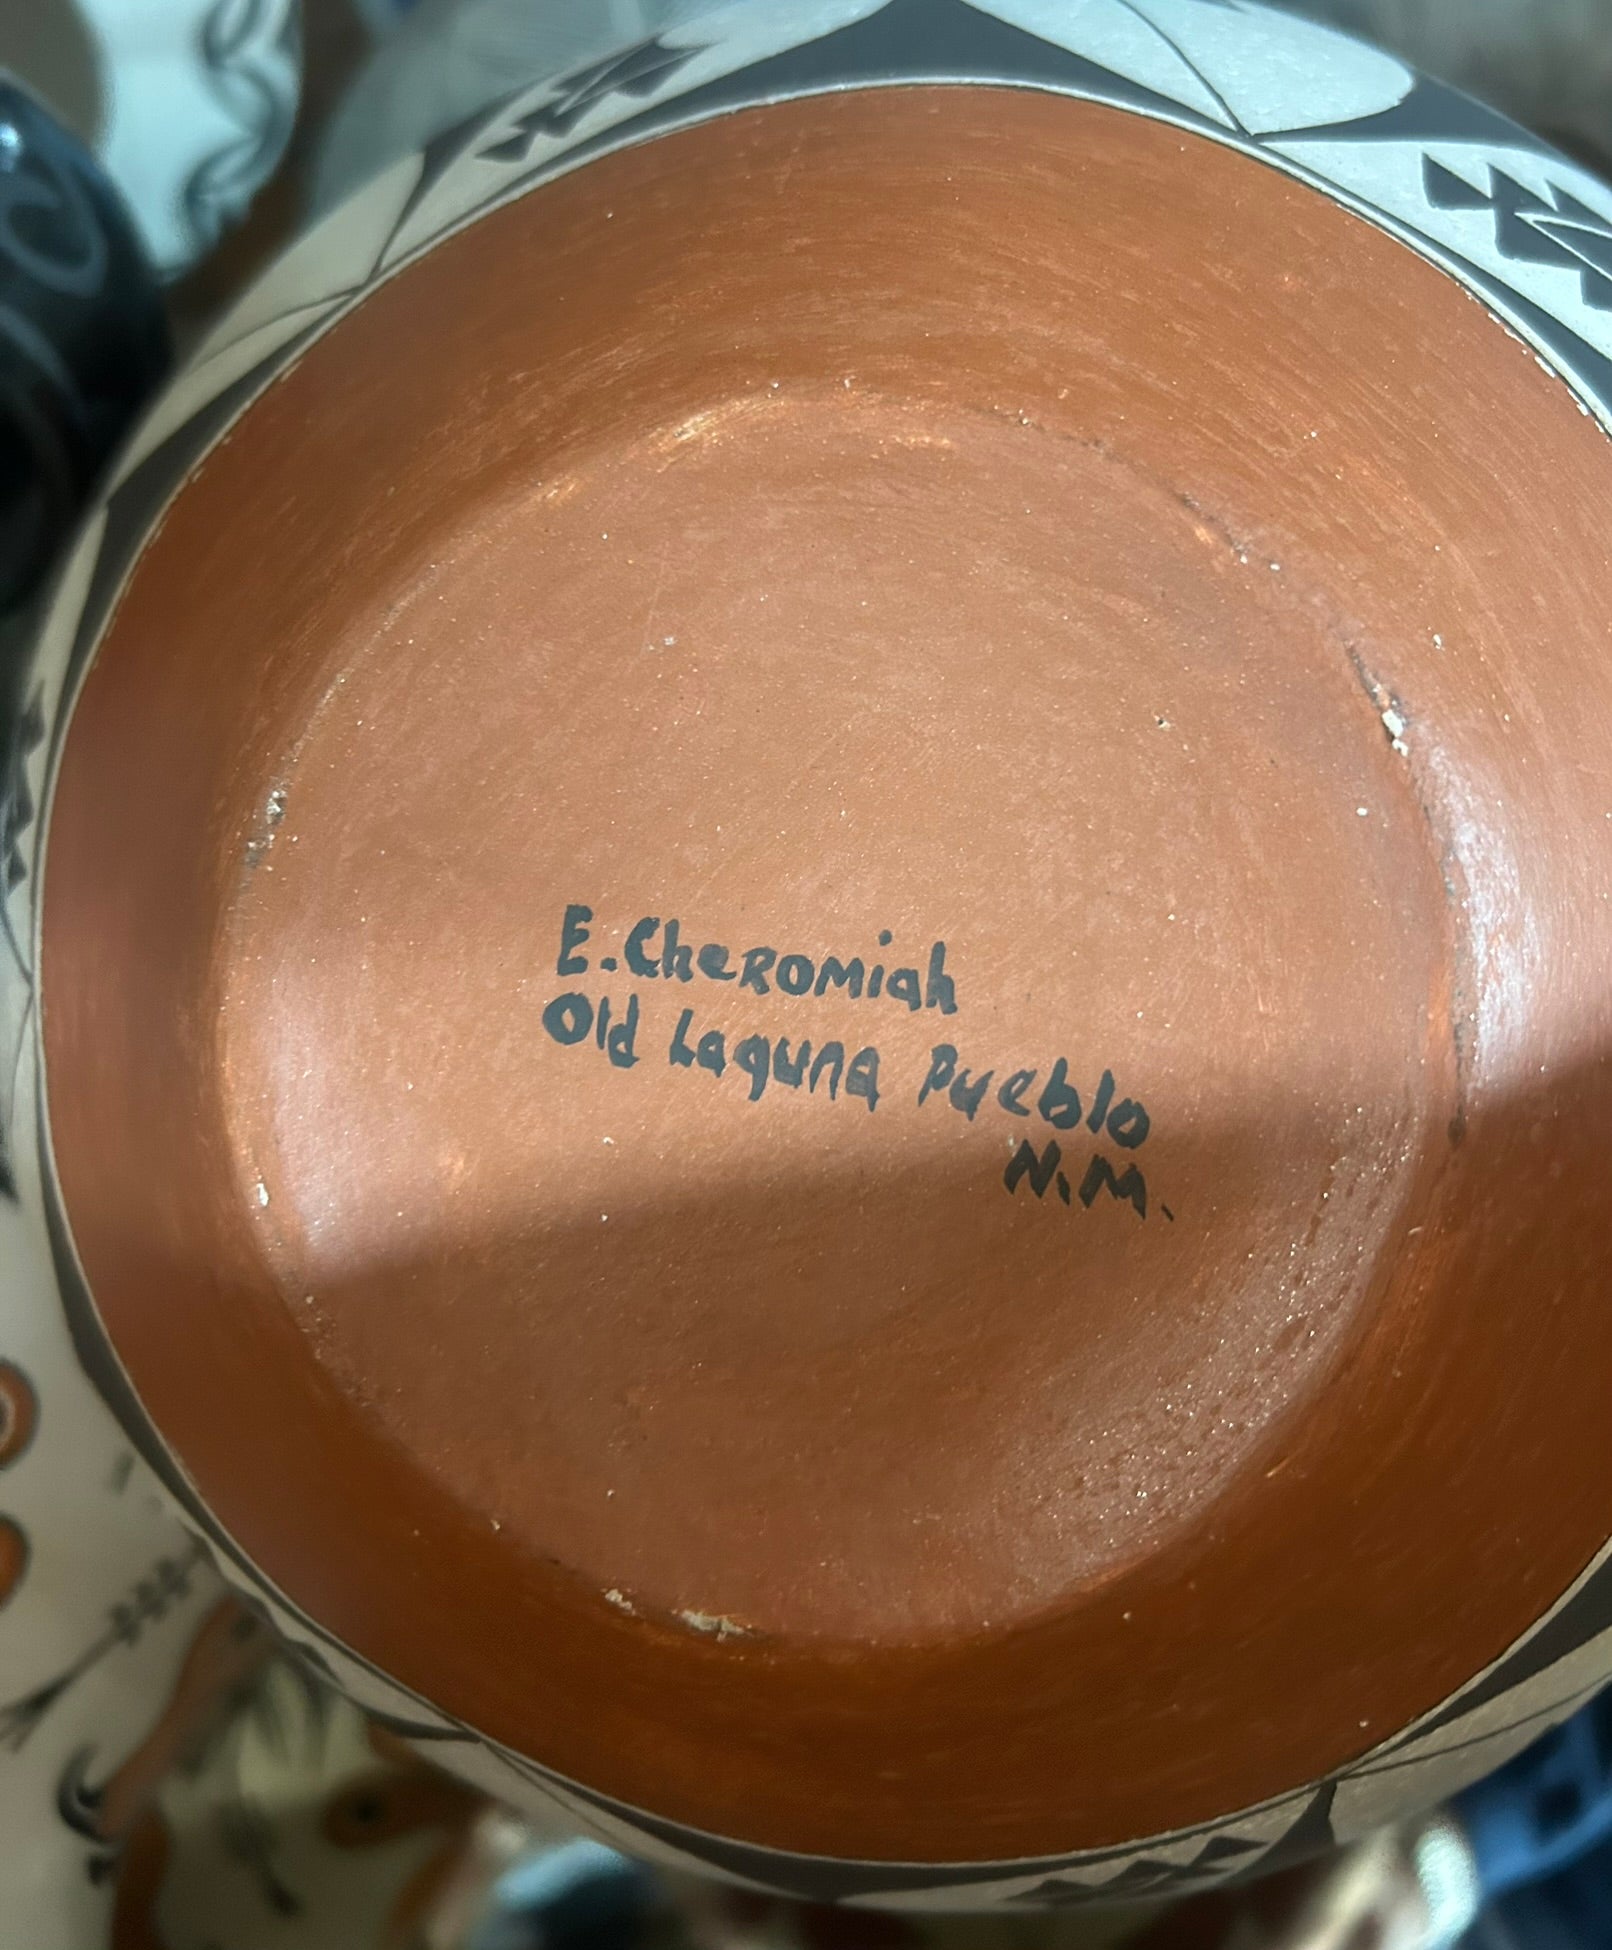 E. Cheromiah
Old Laguna Pueblo
N.M.